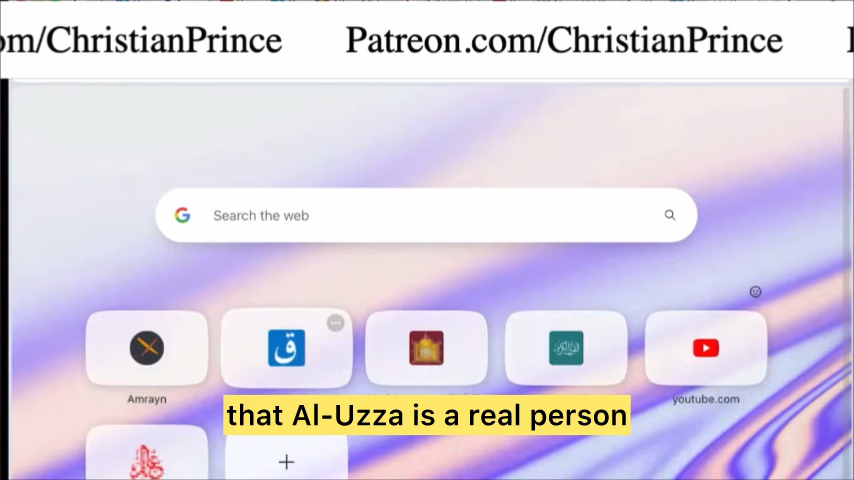 om/ChristianPrince Patreon.com/ChristianPrince
Search the web
ق
Amrayn
youtube.com
that Al-Uzza is a real person